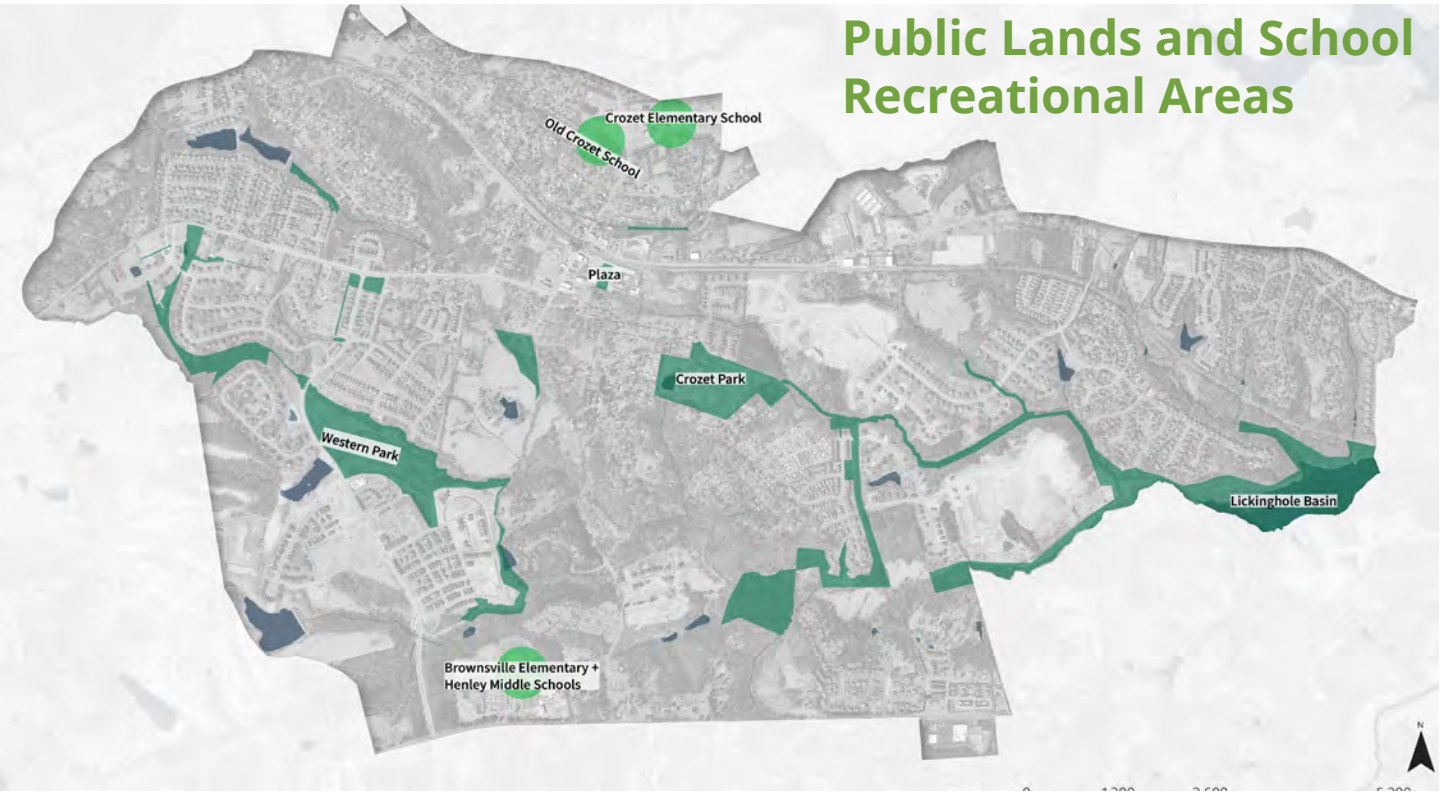 Public Lands and School
Recreational Areas
Crozet Elementary School
Old Crozet School
Plaza
Crozet Park
Western Park
Lickinghole Basin
Brownsville Elementary +
Henley Middle Schools
N